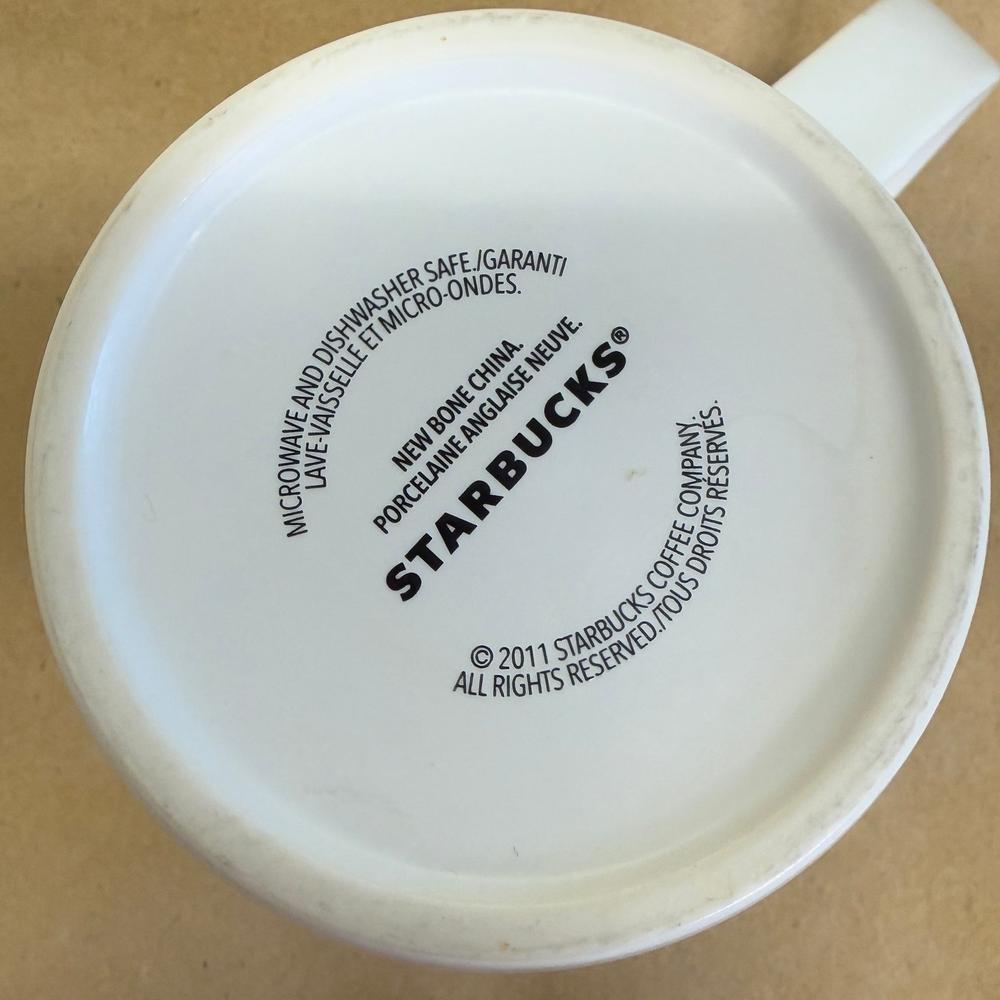 MICROWAVE AND DISHWASHER SAFE./GARANTI
LAVE-VAISSELLE ET MICRO-ONDES.
NEW BONE CHINA.
PORCELAINE ANGLAISE NEUVE.
STARBUCKS®
© 2011 STARBUCKS COFFEE COMPANY.
ALL RIGHTS RESERVED./TOUS DROITS RÉSERVÉS.